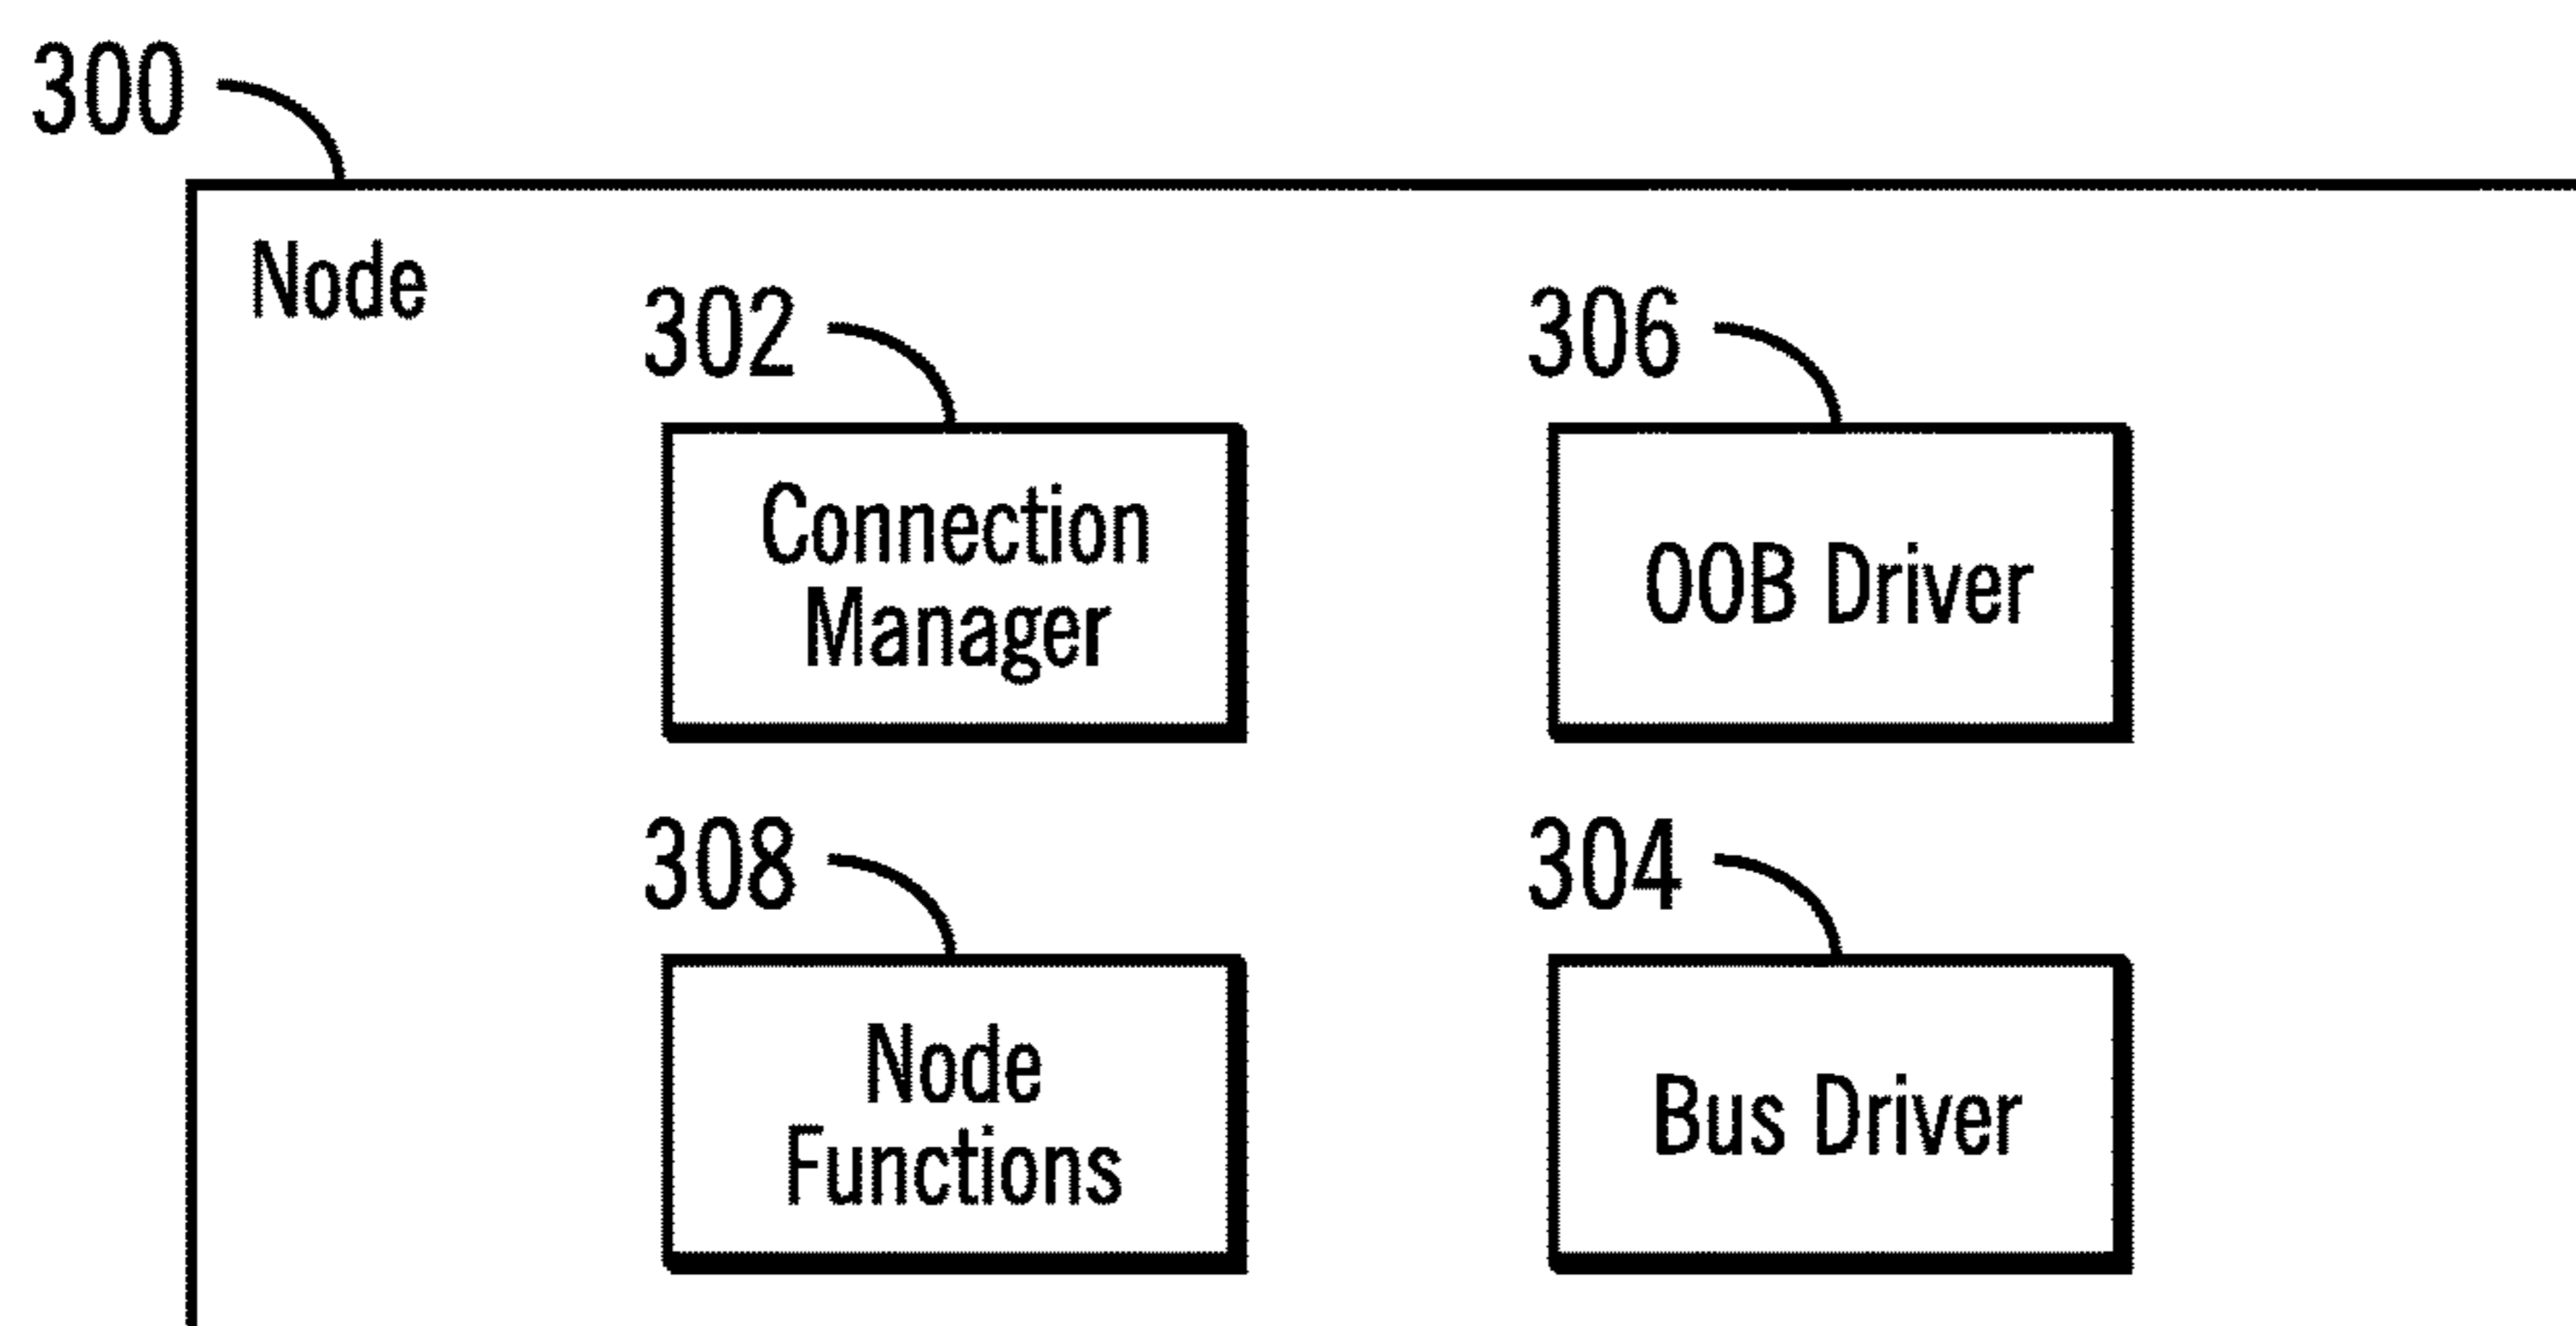 300
Node
302
306
Connection
Manager
OOB Driver
308
304
Node
Functions
Bus Driver